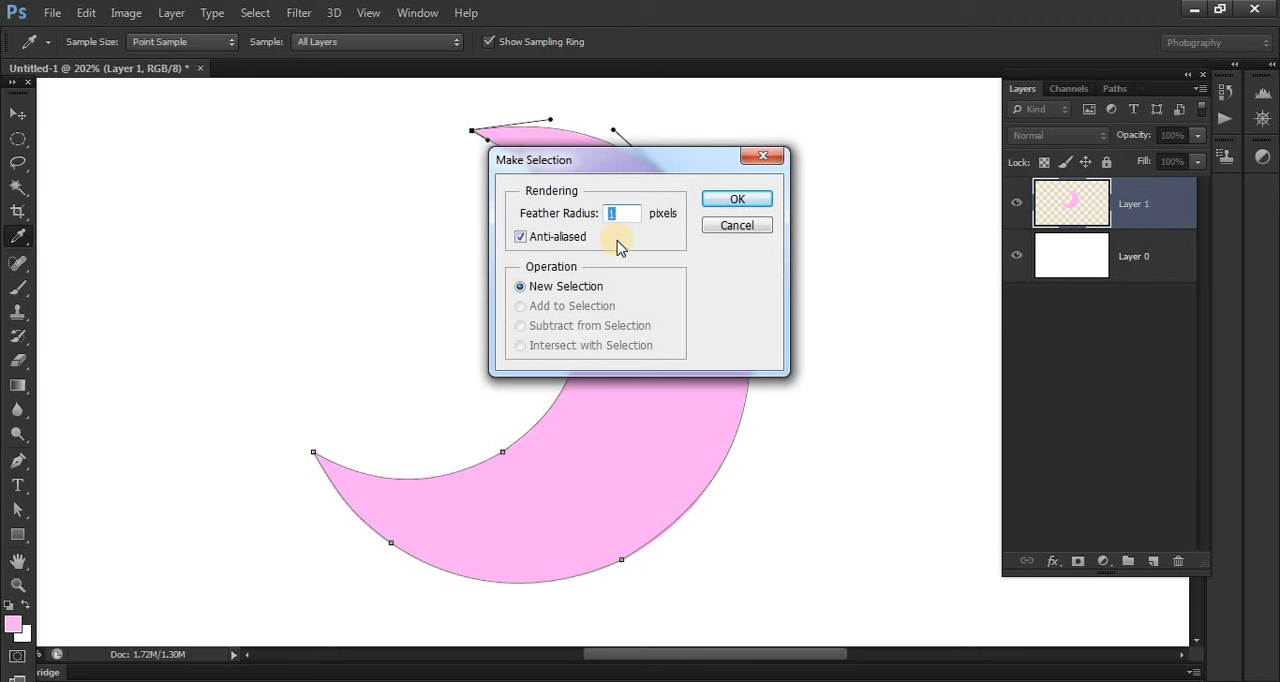 Ps File Edit Image Layer Type Select Filter 3D View Window Help
Sample Size: Point Sample Sample: All Layers Show Sampling Ring Photography
Untitled-1 @ 202% (Layer 1, RGB/8) * ×
Layers Channels Paths
Kind T
Normal Opacity: 100%
Lock: Fill: 100%
Layer 1
Layer 0
Make Selection
Rendering
Feather Radius: 1 pixels
Anti-aliased
OK
Cancel
Operation
New Selection
Add to Selection
Subtract from Selection
Intersect with Selection
T
fx
% Doc: 1.72M/1.30M
ridge